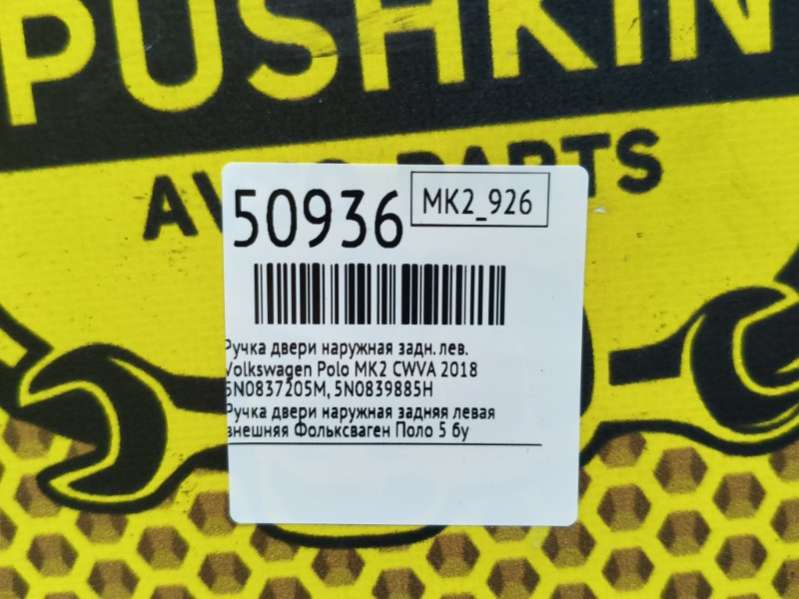 PUSHKIN
AVTO PARTS
50936
MK2_926
Ручка двери наружная задн. лев.
Volkswagen Polo MK2 CWVA 2018
5N0837205M, 5N0839885H
Ручка двери наружная задняя левая
внешняя Фольксваген Поло 5 бу